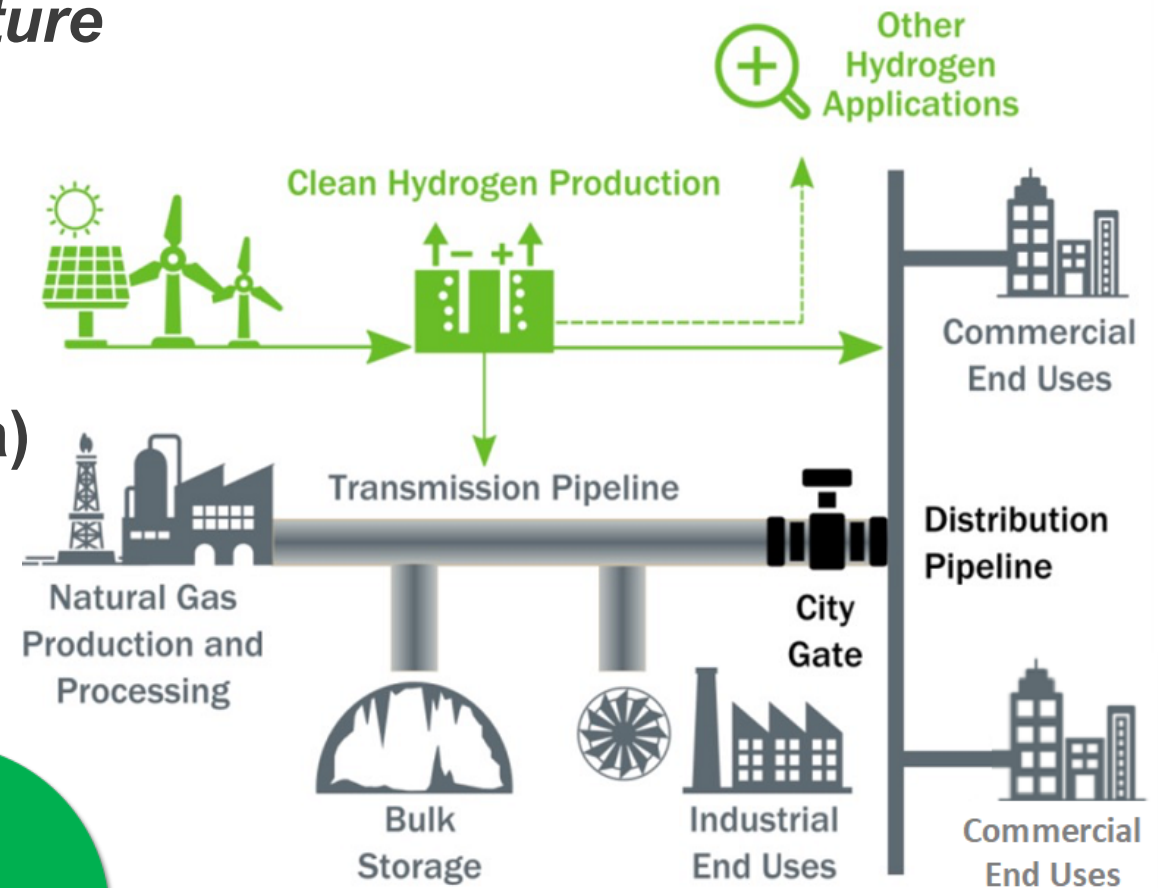 Other
Hydrogen
Applications
Clean Hydrogen Production
- +
Commercial
End Uses
Transmission Pipeline
Distribution
Pipeline
Natural Gas
Production and
Processing
City
Gate
Bulk
Storage
Industrial
End Uses
Commercial
End Uses